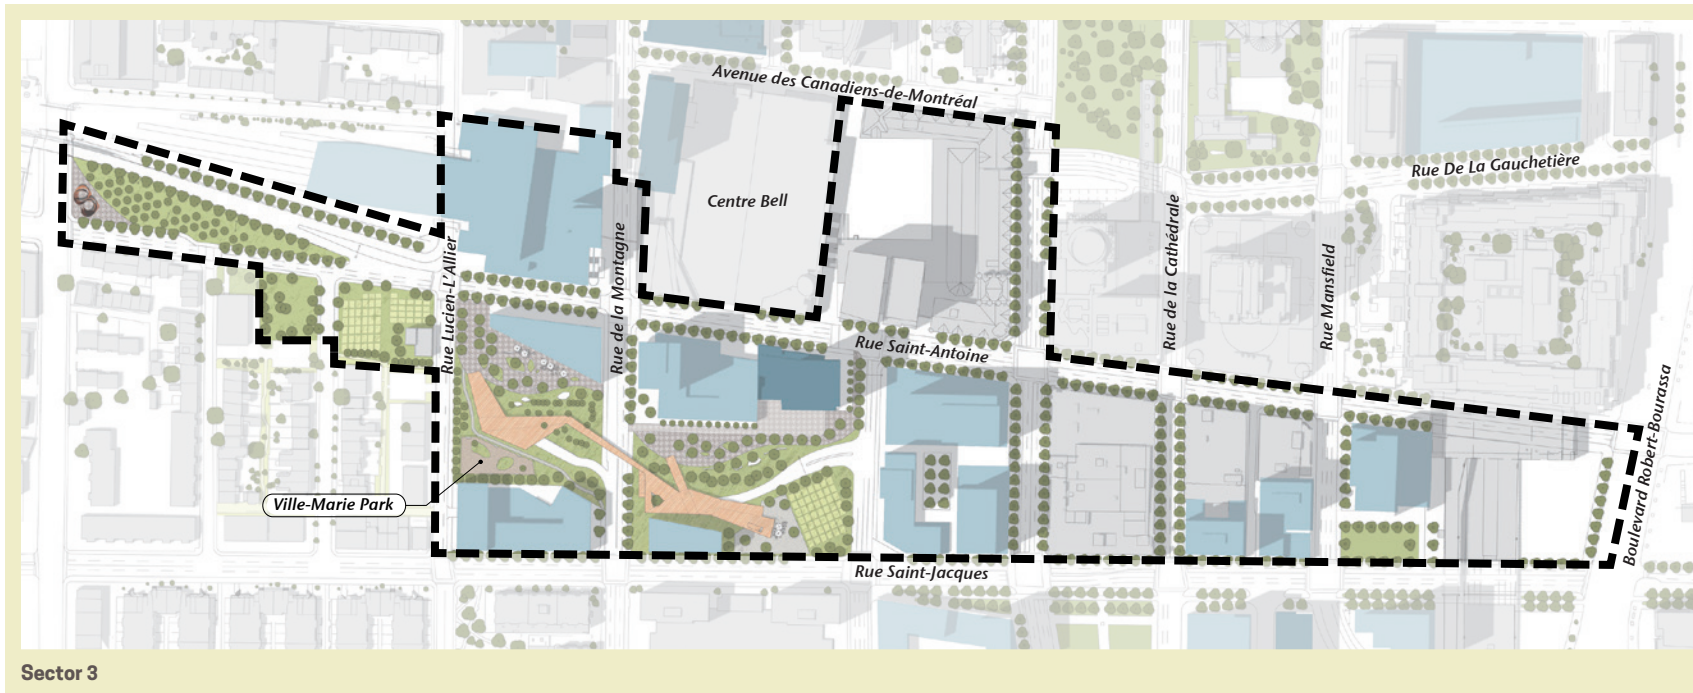 Avenue des Canadiens-de-Montréal
Rue De La Gauchetière
Centre Bell
Rue Lucien-L'Allier
Rue de la Montagne
Rue de la Cathédrale
Rue Mansfield
Rue Saint-Antoine
Boulevard Robert-Bourassa
Ville-Marie Park
Rue Saint-Jacques
Sector 3